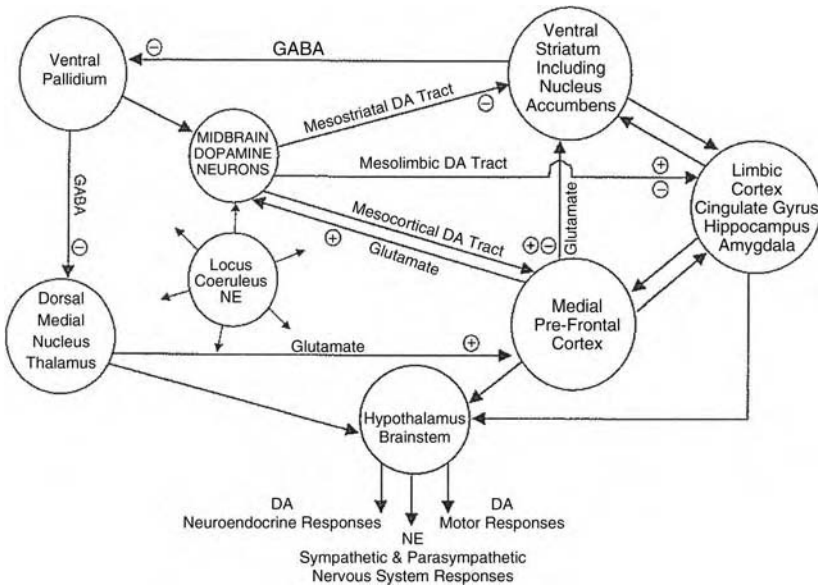 GABA
Ventral
Pallidium
Ventral
Striatum
Including
Nucleus
Accumbens
Mesostriatal DA Tract
MIDBRAIN
DOPAMINE
NEURONS
Mesolimbic DA Tract
Limbic
Cortex
Cingulate Gyrus
Hippocampus
Amygdala
GABA
Mesocortical DA Tract
Glutamate
Glutamate
Locus
Coeruleus
NE
Dorsal
Medial
Nucleus
Thalamus
Medial
Pre-Frontal
Cortex
Glutamate
Hypothalamus
Brainstem
DA
Neuroendocrine Responses
DA
Motor Responses
NE
Sympathetic & Parasympathetic
Nervous System Responses